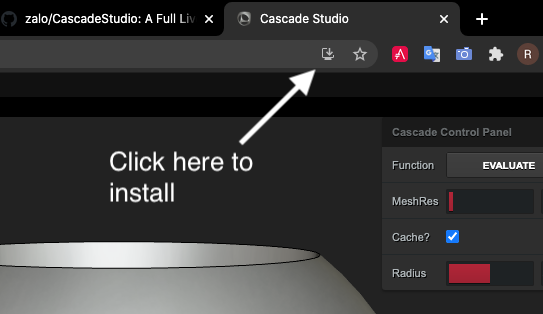 zalo/CascadeStudio: A Full Liv
Cascade Studio
R
Click here to
install
Cascade Control Panel
Function
EVALUATE
MeshRes
Cache?
Radius